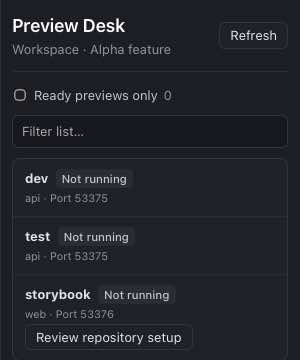 Preview Desk
Refresh
Workspace · Alpha feature
Ready previews only 0
Filter list...
dev Not running
api · Port 53375
test Not running
api · Port 53375
storybook Not running
web · Port 53376
Review repository setup